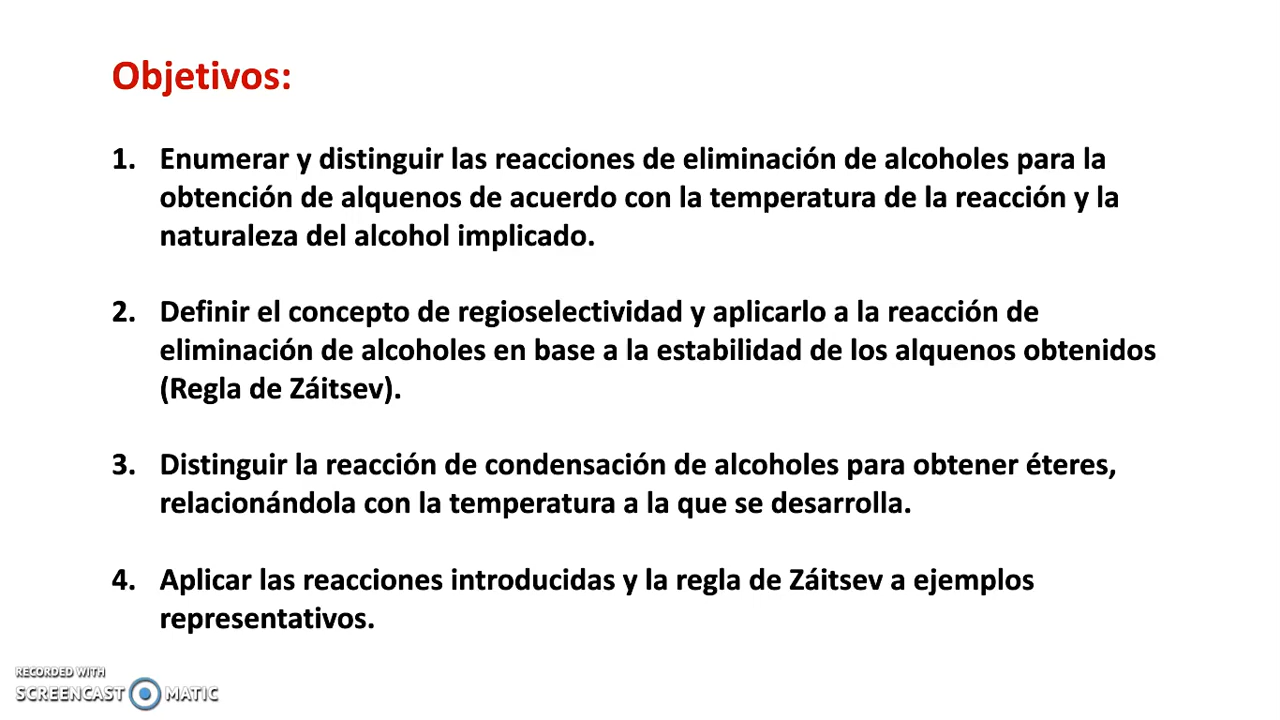 Objetivos:
1. Enumerar y distinguir las reacciones de eliminación de alcoholes para la
obtención de alquenos de acuerdo con la temperatura de la reacción y la
naturaleza del alcohol implicado.
2. Definir el concepto de regioselectividad y aplicarlo a la reacción de
eliminación de alcoholes en base a la estabilidad de los alquenos obtenidos
(Regla de Záitsev).
3. Distinguir la reacción de condensación de alcoholes para obtener éteres,
relacionándola con la temperatura a la que se desarrolla.
4. Aplicar las reacciones introducidas y la regla de Záitsev a ejemplos
representativos.
RECORDED WITH
SCREENCAST MATIC